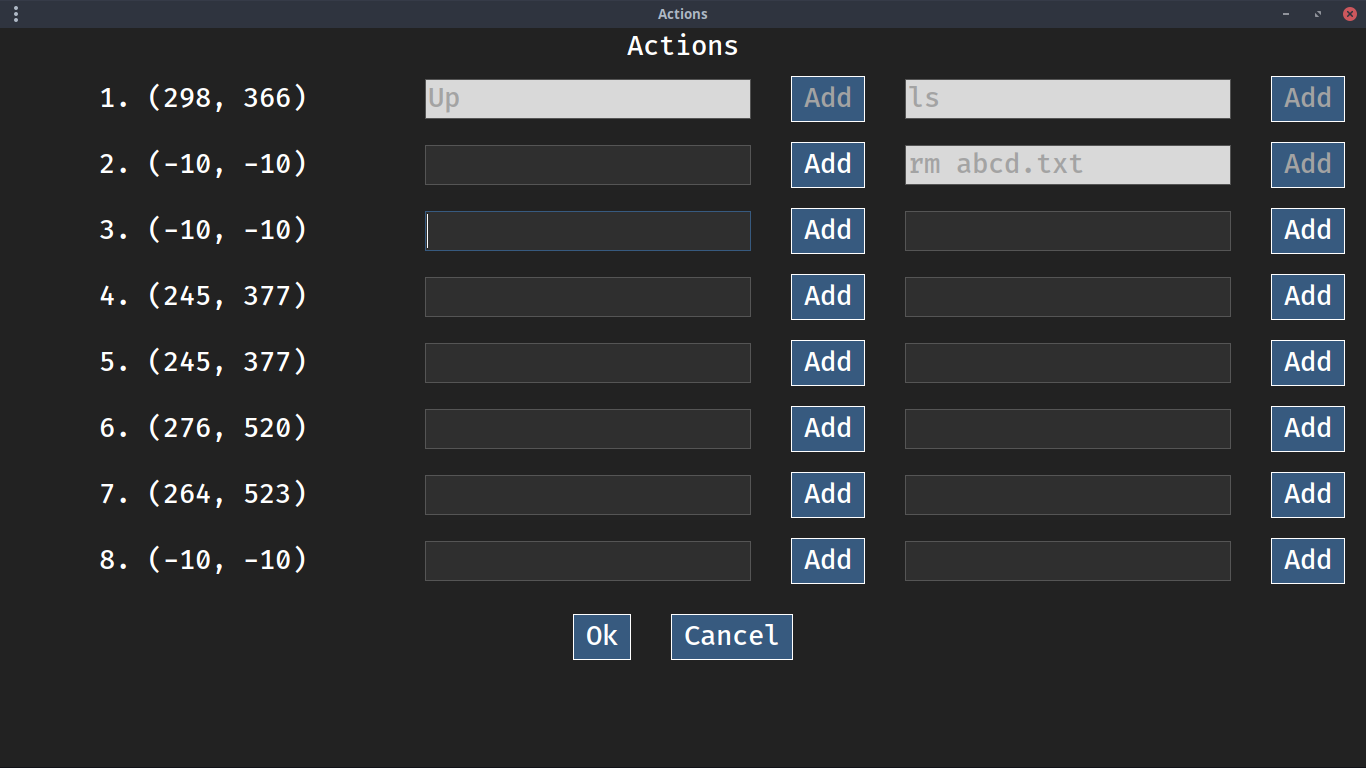 Actions
Actions
1. (298, 366) Up Add ls Add
2. (-10, -10) Add rm abcd.txt Add
3. (-10, -10) Add Add
4. (245, 377) Add Add
5. (245, 377) Add Add
6. (276, 520) Add Add
7. (264, 523) Add Add
8. (-10, -10) Add Add
Ok Cancel